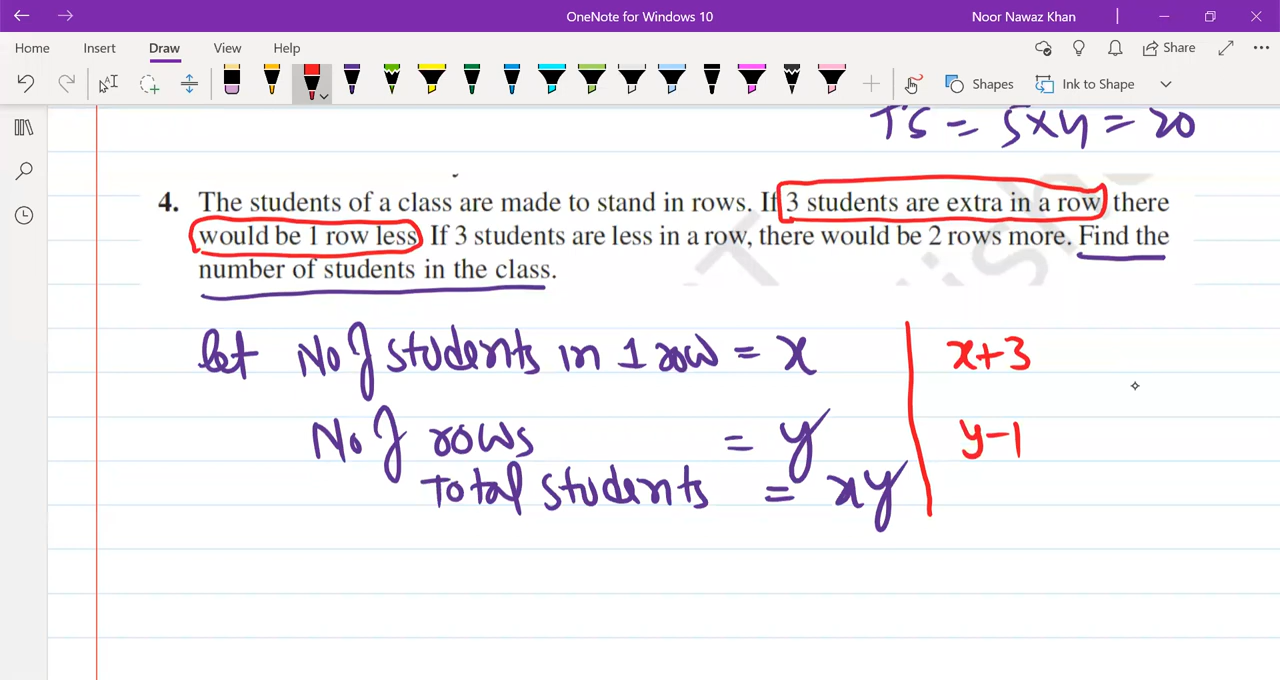 OneNote for Windows 10
Noor Nawaz Khan
Home Insert Draw View Help
Share
Shapes Ink to Shape
TS = 5x4 = 20
4. The students of a class are made to stand in rows. If 3 students are extra in a row, there
would be 1 row less. If 3 students are less in a row, there would be 2 rows more. Find the
number of students in the class.
let No of students in 1 row = x
x+3
No of rows = y
y-1
Total students = xy